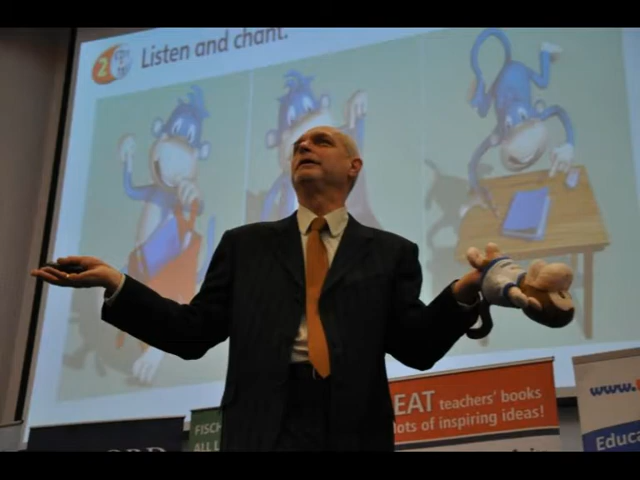 2
Listen and chant.
EAT teachers' books
lots of inspiring ideas!
FISCH
ALL
www.
Educa